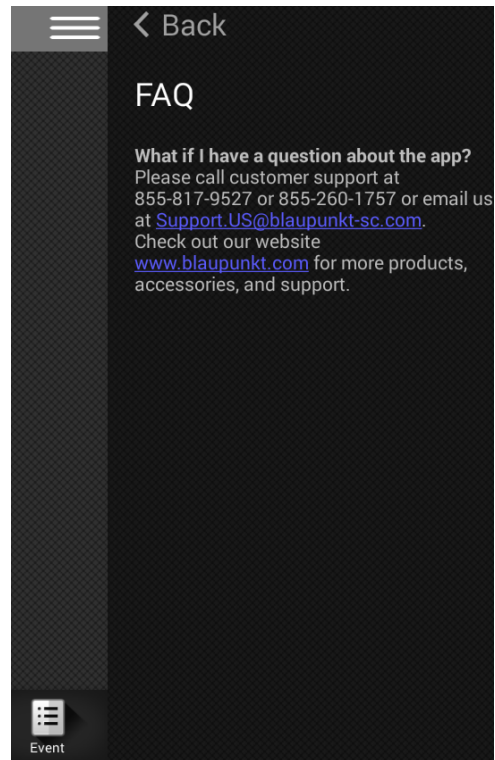 Back
FAQ
What if I have a question about the app?
Please call customer support at
855-817-9527 or 855-260-1757 or email us
at Support.US@blaupunkt-sc.com.
Check out our website
www.blaupunkt.com for more products,
accessories, and support.
Event